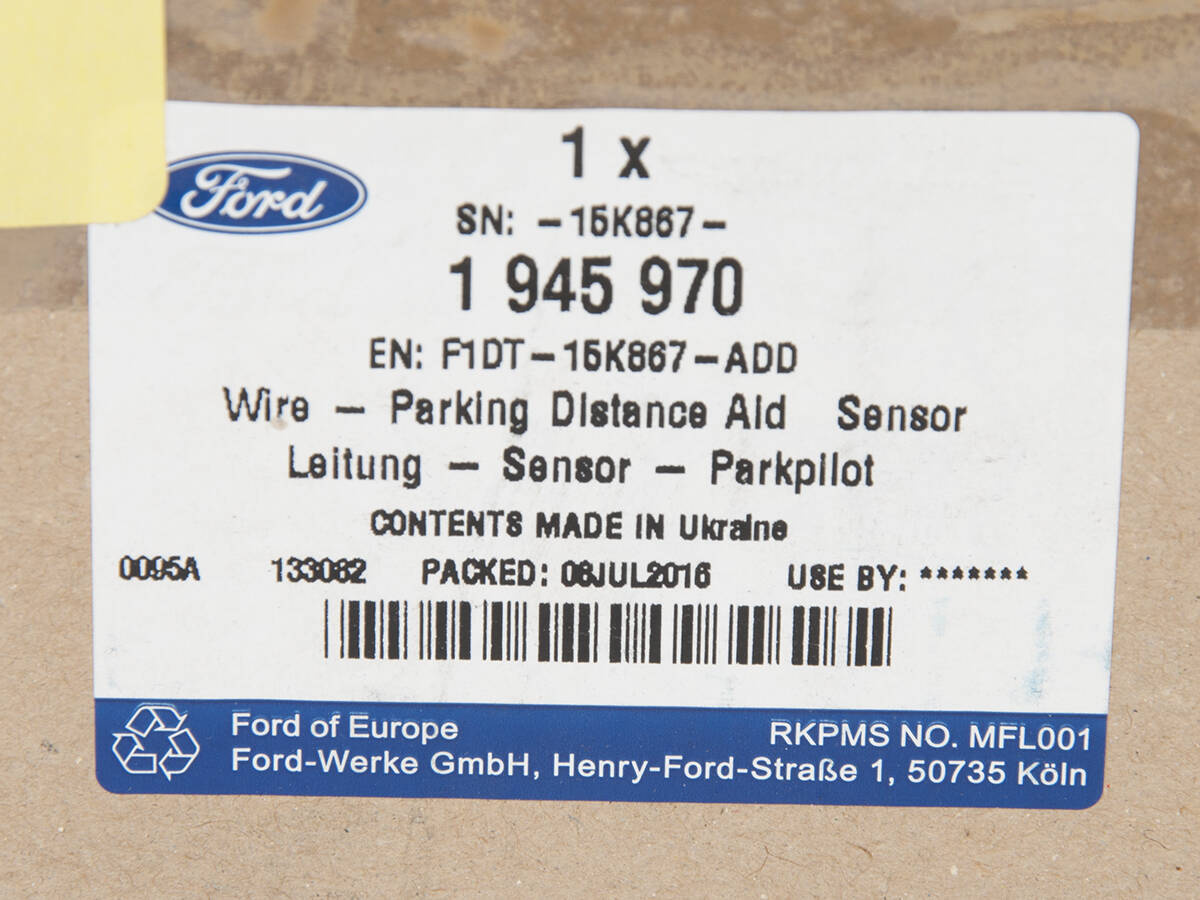 1 x
Ford
SN: -15K867-
1 945 970
EN: F1DT-15K867-ADD
Wire - Parking Distance Aid Sensor
Leitung - Sensor - Parkpilot
CONTENTS MADE IN Ukraine
0095A 133082 PACKED: 08JUL2016 USE BY: *******
Ford of Europe RKPMS NO. MFL001
Ford-Werke GmbH, Henry-Ford-Straße 1, 50735 Köln